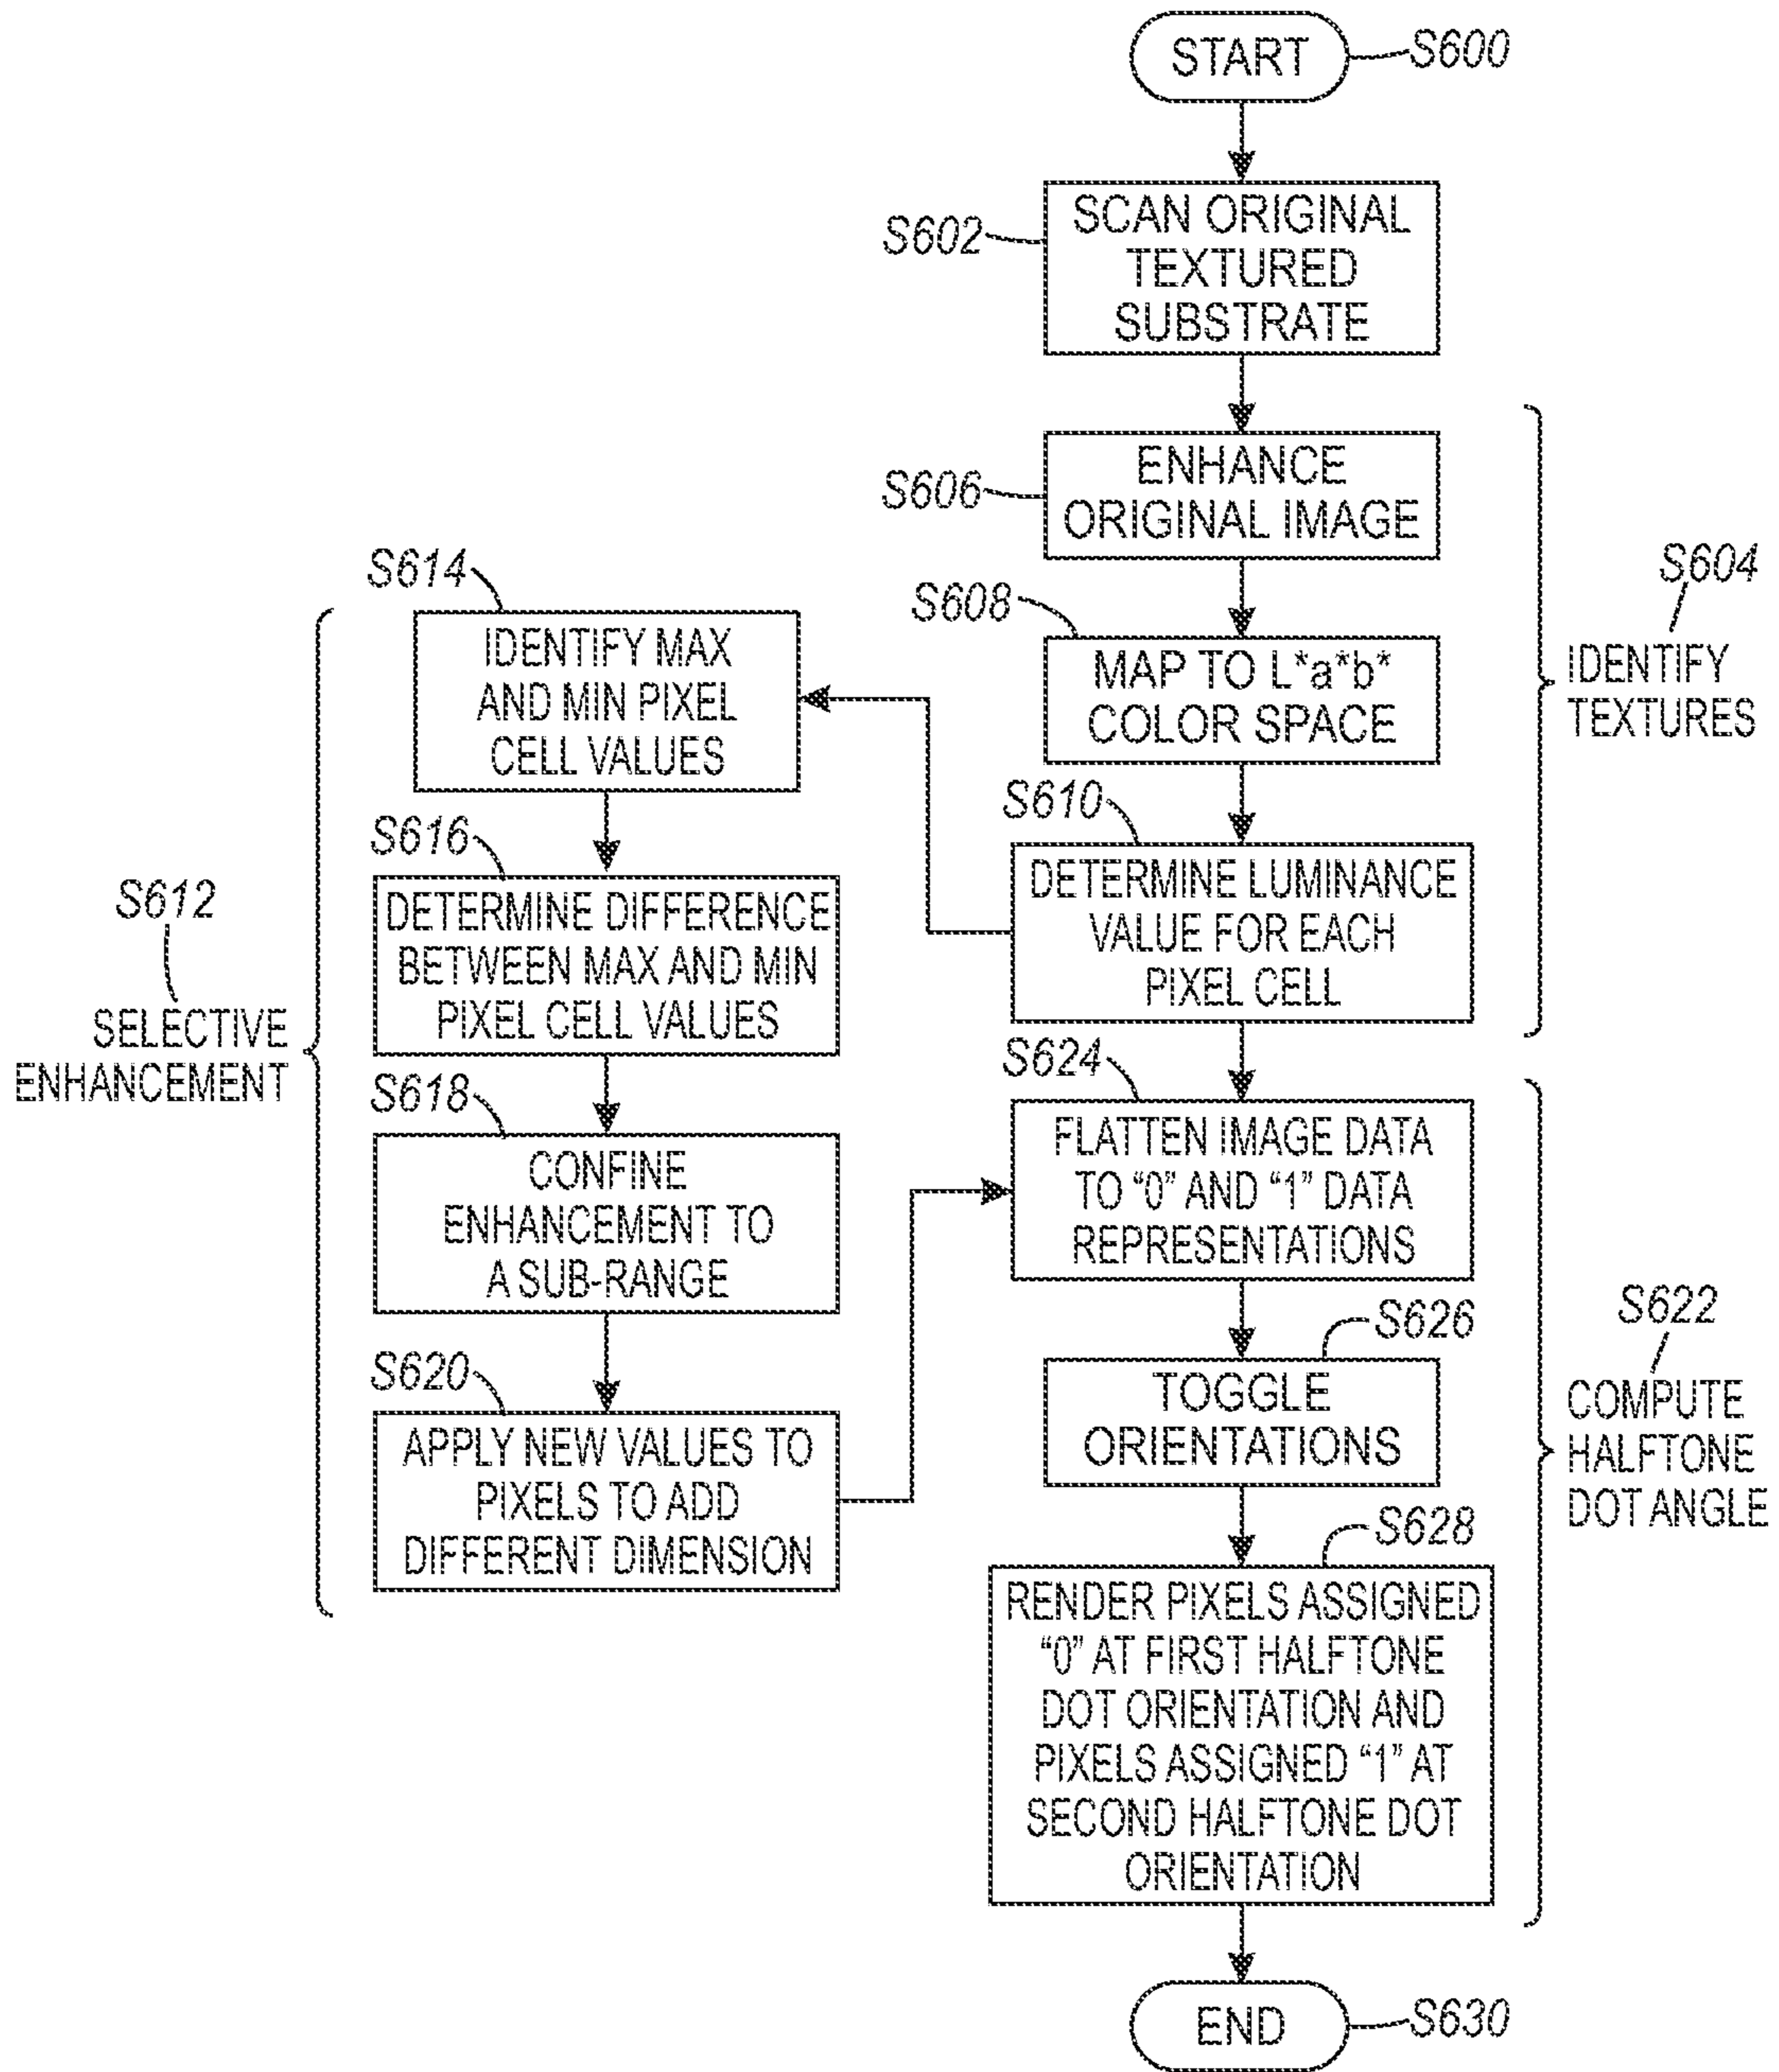 START
S600
S602
SCAN ORIGINAL
TEXTURED
SUBSTRATE
S606
ENHANCE
ORIGINAL IMAGE
S604
IDENTIFY
TEXTURES
S608
MAP TO L*a*b*
COLOR SPACE
S610
DETERMINE LUMINANCE
VALUE FOR EACH
PIXEL CELL
S612
SELECTIVE
ENHANCEMENT
S614
IDENTIFY MAX
AND MIN PIXEL
CELL VALUES
S616
DETERMINE DIFFERENCE
BETWEEN MAX AND MIN
PIXEL CELL VALUES
S618
CONFINE
ENHANCEMENT TO
A SUB-RANGE
S620
APPLY NEW VALUES TO
PIXELS TO ADD
DIFFERENT DIMENSION
S624
FLATTEN IMAGE DATA
TO “0” AND “1” DATA
REPRESENTATIONS
S622
COMPUTE
HALFTONE
DOT ANGLE
S626
TOGGLE
ORIENTATIONS
S628
RENDER PIXELS ASSIGNED
“0” AT FIRST HALFTONE
DOT ORIENTATION AND
PIXELS ASSIGNED “1” AT
SECOND HALFTONE DOT
ORIENTATION
END
S630